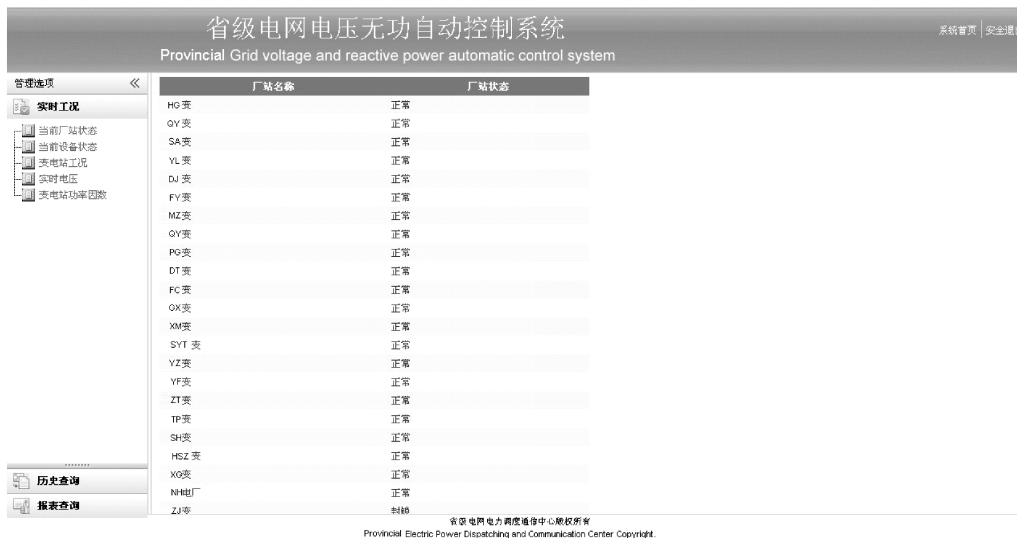 省级电网电压无功自动控制系统
Provincial Grid voltage and reactive power automatic control system
系统首页 安全退
管理选项
实时工况
当前厂站状态
当前设备状态
变电站工况
实时电压
变电站功率因数
历史查询
报表查询
厂站名称 厂站状态
HG变 正常
QY变 正常
SA变 正常
YL变 正常
DJ变 正常
FY变 正常
MZ变 正常
QY变 正常
PG变 正常
DT变 正常
FC变 正常
GX变 正常
XM变 正常
SYT 变 正常
YZ变 正常
YF变 正常
ZT变 正常
TP变 正常
SH变 正常
HSZ 变 正常
XG变 正常
NH电厂 正常
ZJ变 封锁
省级电网电力调度通信中心版权所有
Provincial Electric Power Dispatching and Communication Center Copyright.